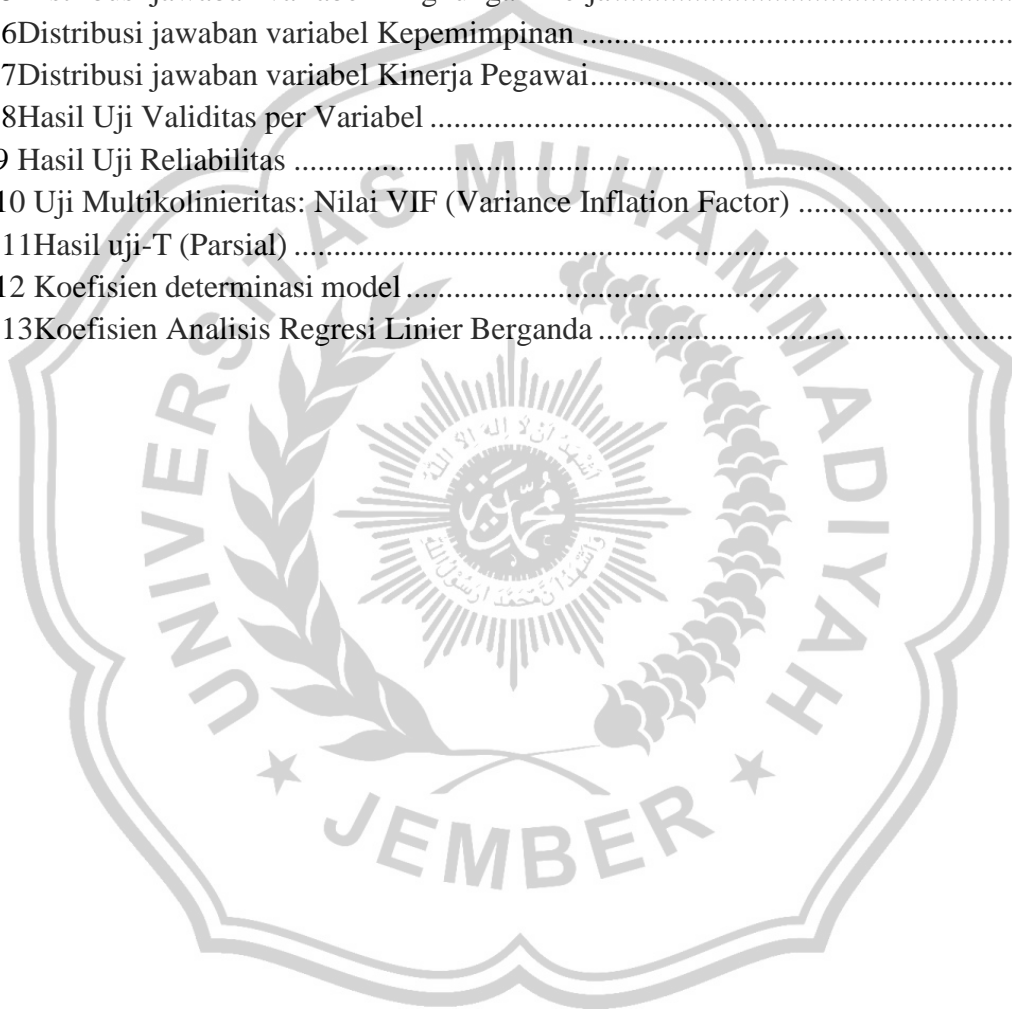 6Distribusi jawaban variabel Kepemimpinan ....................................................
7Distribusi jawaban variabel Kinerja Pegawai....................................................
8Hasil Uji Validitas per Variabel ....................................................
9 Hasil Uji Reliabilitas ....................................................
10 Uji Multikolinieritas: Nilai VIF (Variance Inflation Factor) ..........................
11Hasil uji-T (Parsial) ....................................................
12 Koefisien determinasi model ....................................................
13Koefisien Analisis Regresi Linier Berganda ....................................................
UNIVERSITAS MUHAMMADIYAH
JEMBER